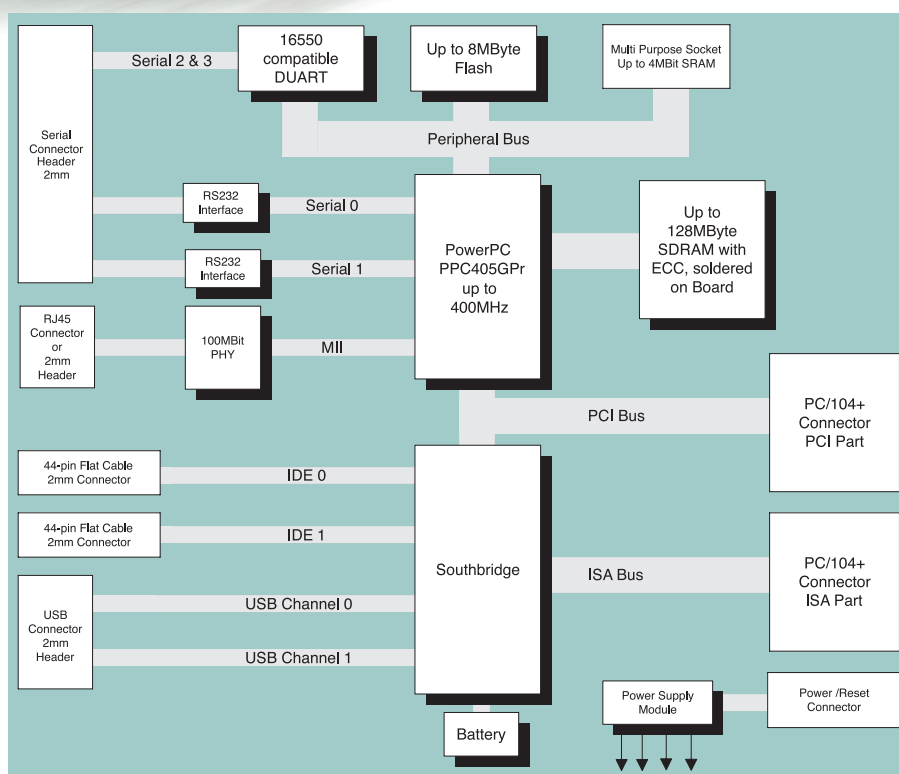 16550
compatible
DUART
Up to 8MByte
Flash
Multi Purpose Socket
Up to 4MBit SRAM
Serial 2 & 3
Peripheral Bus
Serial
Connector
Header
2mm
RS232
Interface
Serial 0
RS232
Interface
Serial 1
PowerPC
PPC405GPr
up to
400MHz
Up to
128MByte
SDRAM with
ECC, soldered
on Board
RJ45
Connector
or
2mm
Header
100MBit
PHY
MII
PCI Bus
PC/104+
Connector
PCI Part
44-pin Flat Cable
2mm Connector
IDE 0
44-pin Flat Cable
2mm Connector
IDE 1
Southbridge
ISA Bus
PC/104+
Connector
ISA Part
USB
Connector
2mm
Header
USB Channel 0
USB Channel 1
Battery
Power Supply
Module
Power /Reset
Connector